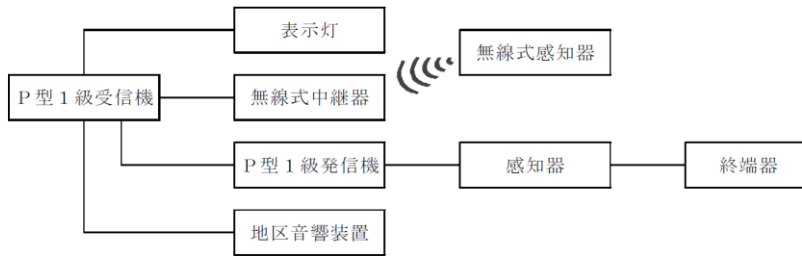 表示灯
無線式感知器
P型1級受信機
無線式中継器
P型1級発信機
感知器
終端器
地区音響装置